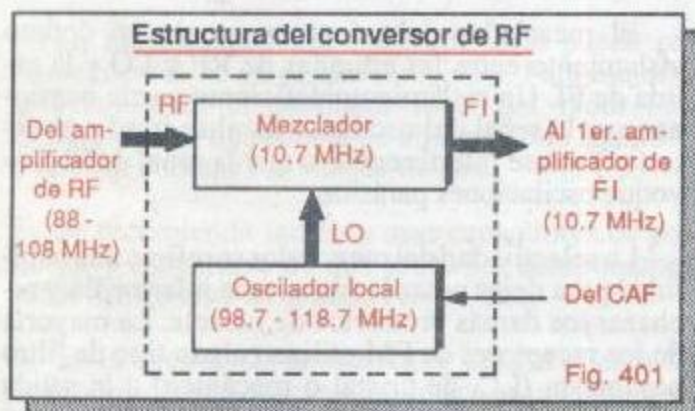 Estructura del conversor de RF
RF
FI
Del am-
plificador
de RF
(88 -
108 MHz)
Mezclador
(10.7 MHz)
Al 1er. am-
plificador de
FI
(10.7 MHz)
LO
Oscilador local
(98.7 - 118.7 MHz)
Del CAF
Fig. 401